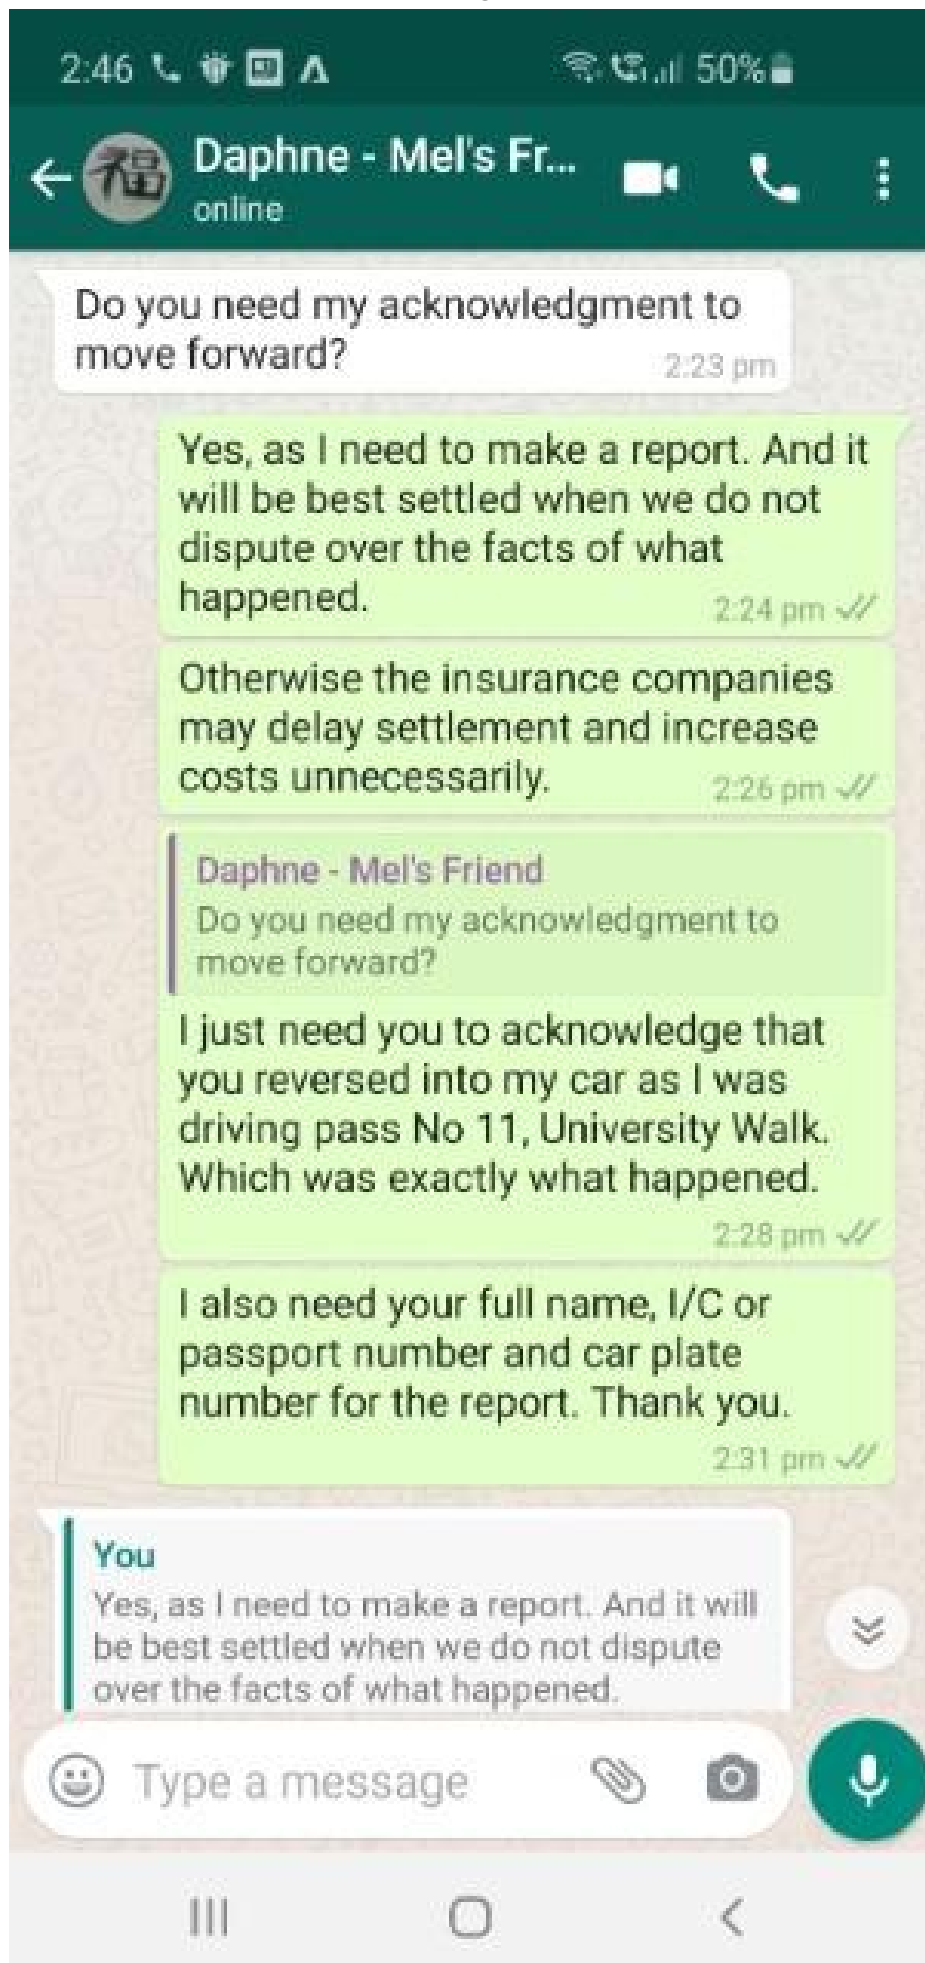 2:46
50%
福
Daphne - Mel's Fr...
online
Do you need my acknowledgment to
move forward?
2:23 pm
Yes, as I need to make a report. And it
will be best settled when we do not
dispute over the facts of what
happened.
2:24 pm
Otherwise the insurance companies
may delay settlement and increase
costs unnecessarily.
2:26 pm
Daphne - Mel's Friend
Do you need my acknowledgment to
move forward?
I just need you to acknowledge that
you reversed into my car as I was
driving pass No 11, University Walk.
Which was exactly what happened.
2:28 pm
I also need your full name, I/C or
passport number and car plate
number for the report. Thank you.
2:31 pm
You
Yes, as I need to make a report. And it will
be best settled when we do not dispute
over the facts of what happened.
Type a message